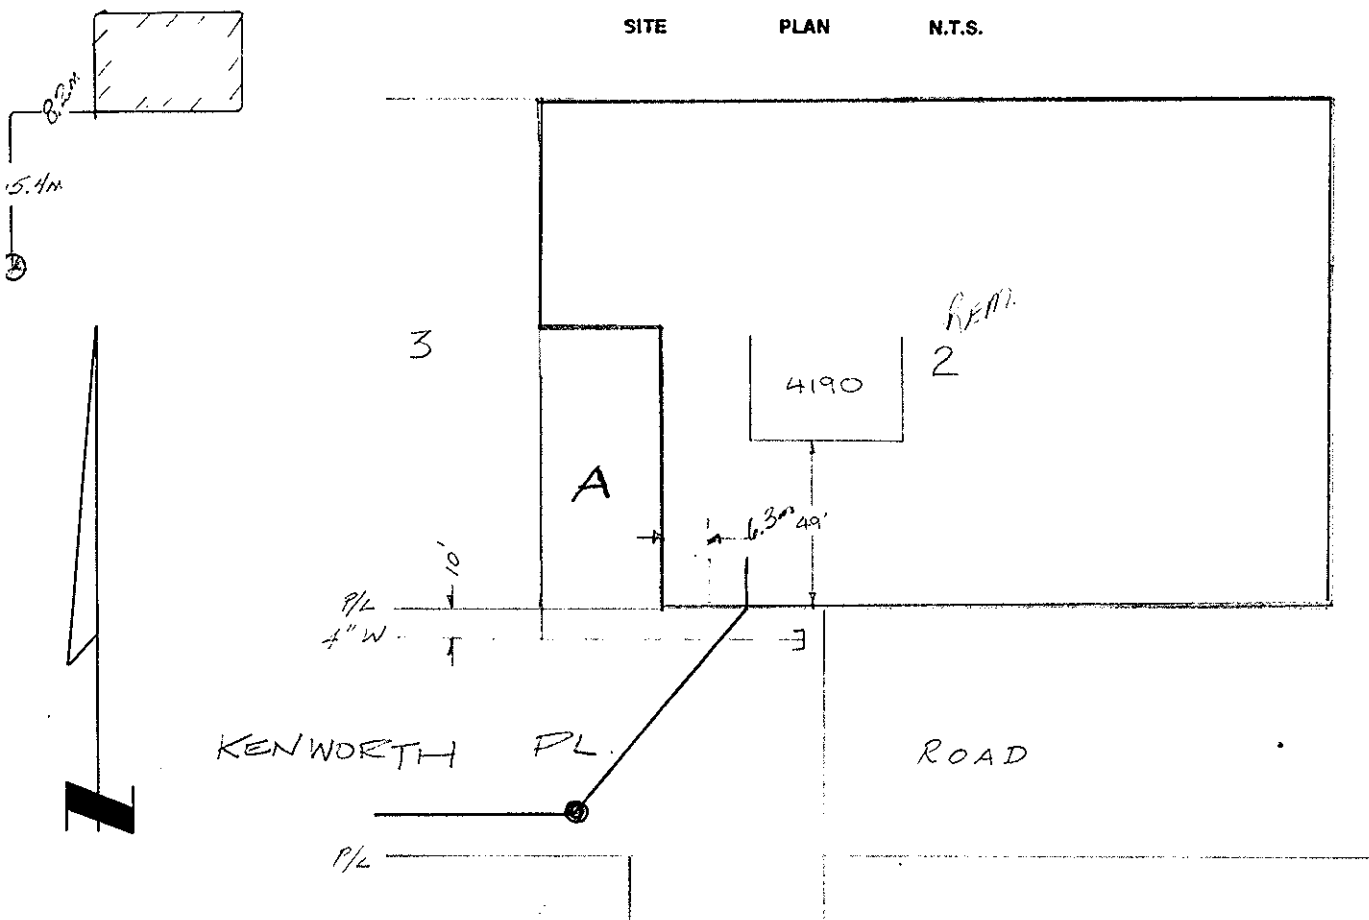 SITE PLAN N.T.S.
8.2m
5.4m
3
REM.
2
4190
A
6.3m
49'
10'
P/L
4" W
KENWORTH PL.
ROAD
P/L